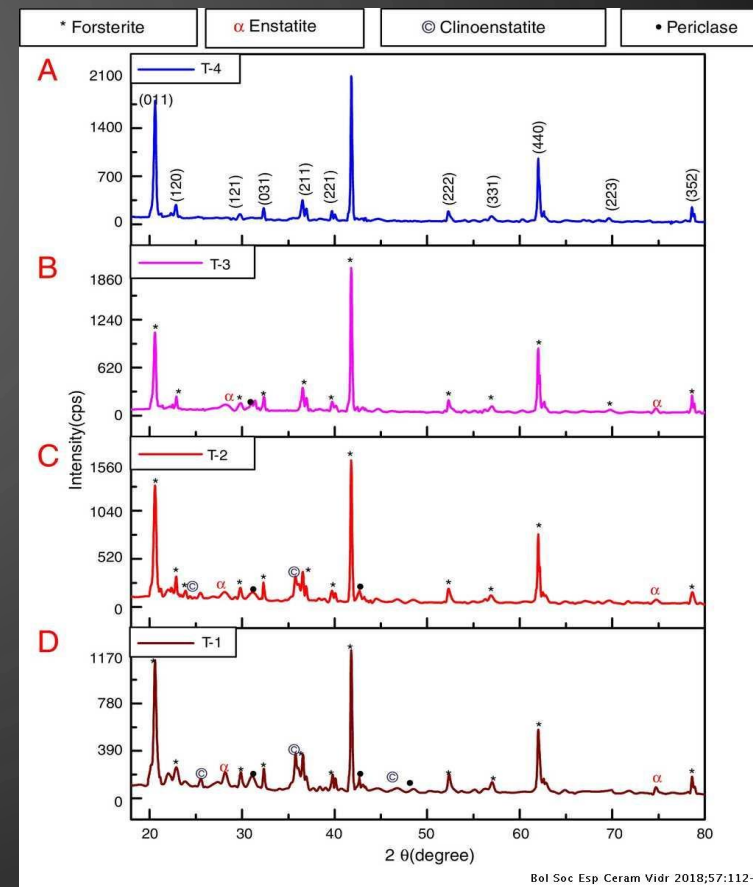 * Forsterite α Enstatite © Clinoenstatite • Periclase
A
T-4
2100
1400
700
0
(011)
(120)
(121)
(031)
(211)
(221)
(222)
(331)
(440)
(223)
(352)
B
T-3
1860
1240
620
0
* * α * • * * * * * * * * α *
C
T-2
1560
1040
520
0
* * * © α * • * © * * * • * * * α *
D
T-1
1170
780
390
0
* * © α * • * © * * * • © • * * * α *
Intensity(cps)
20 30 40 50 60 70 80
2 θ(degree)
Bol Soc Esp Ceram Vidr 2018;57:112-